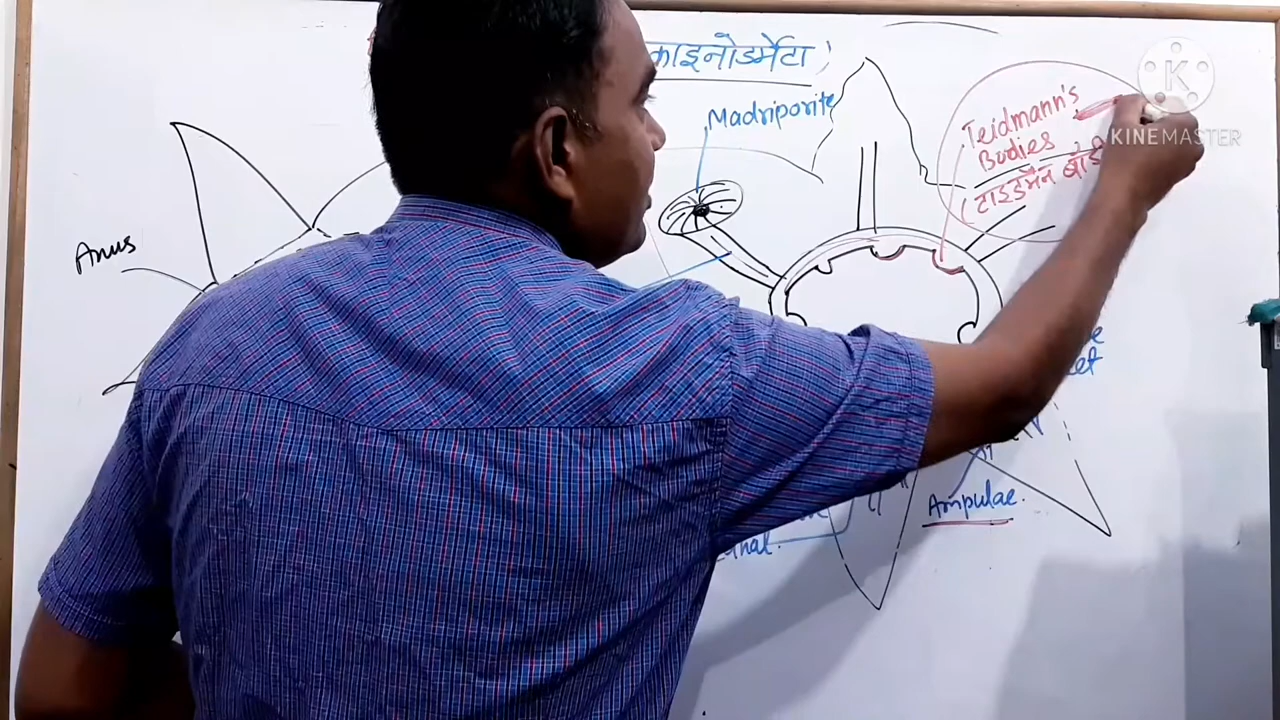 काइनोडर्मेटा)
Madriporite
Teidmann's
Bodies
(टाइडमैन बॉडी
Anus
Ampulae.
K
KINEMASTER